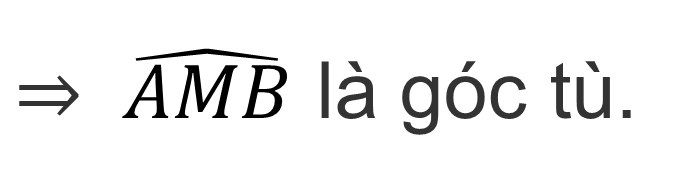 ⇒ $\widehat{AMB}$ là góc tù.